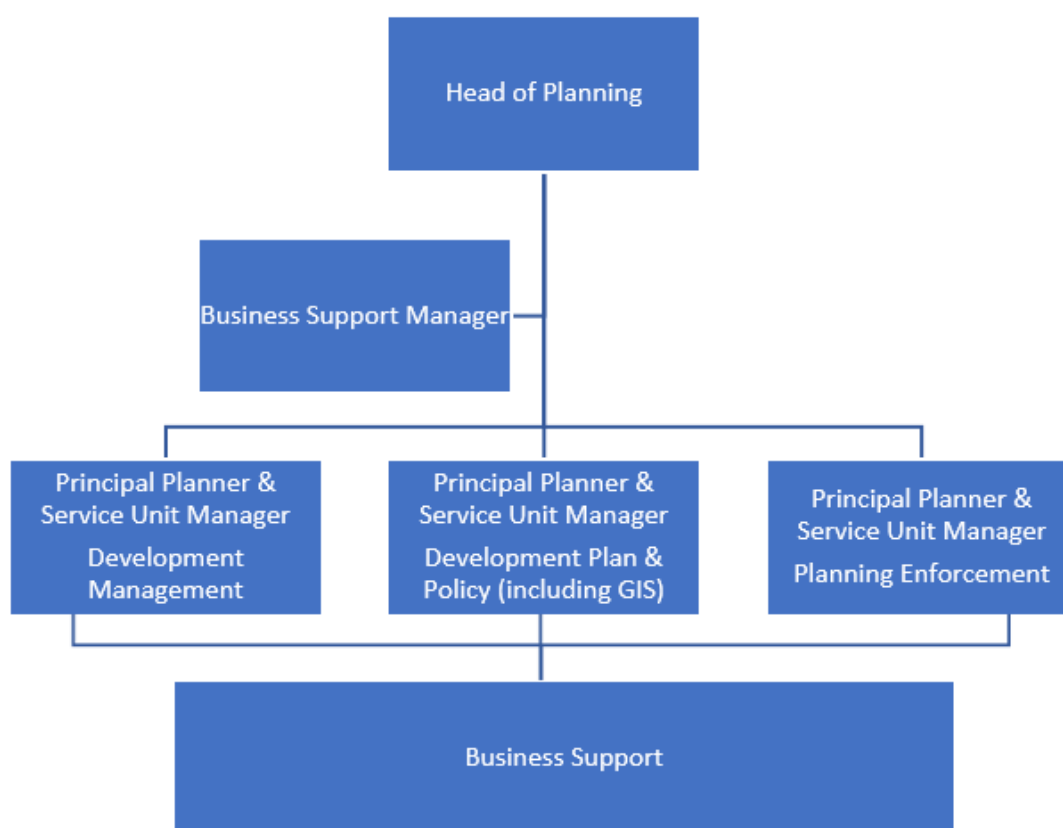 Head of Planning
Business Support Manager
Principal Planner &
Service Unit Manager
Development
Management
Principal Planner &
Service Unit Manager
Development Plan &
Policy (including GIS)
Principal Planner &
Service Unit Manager
Planning Enforcement
Business Support